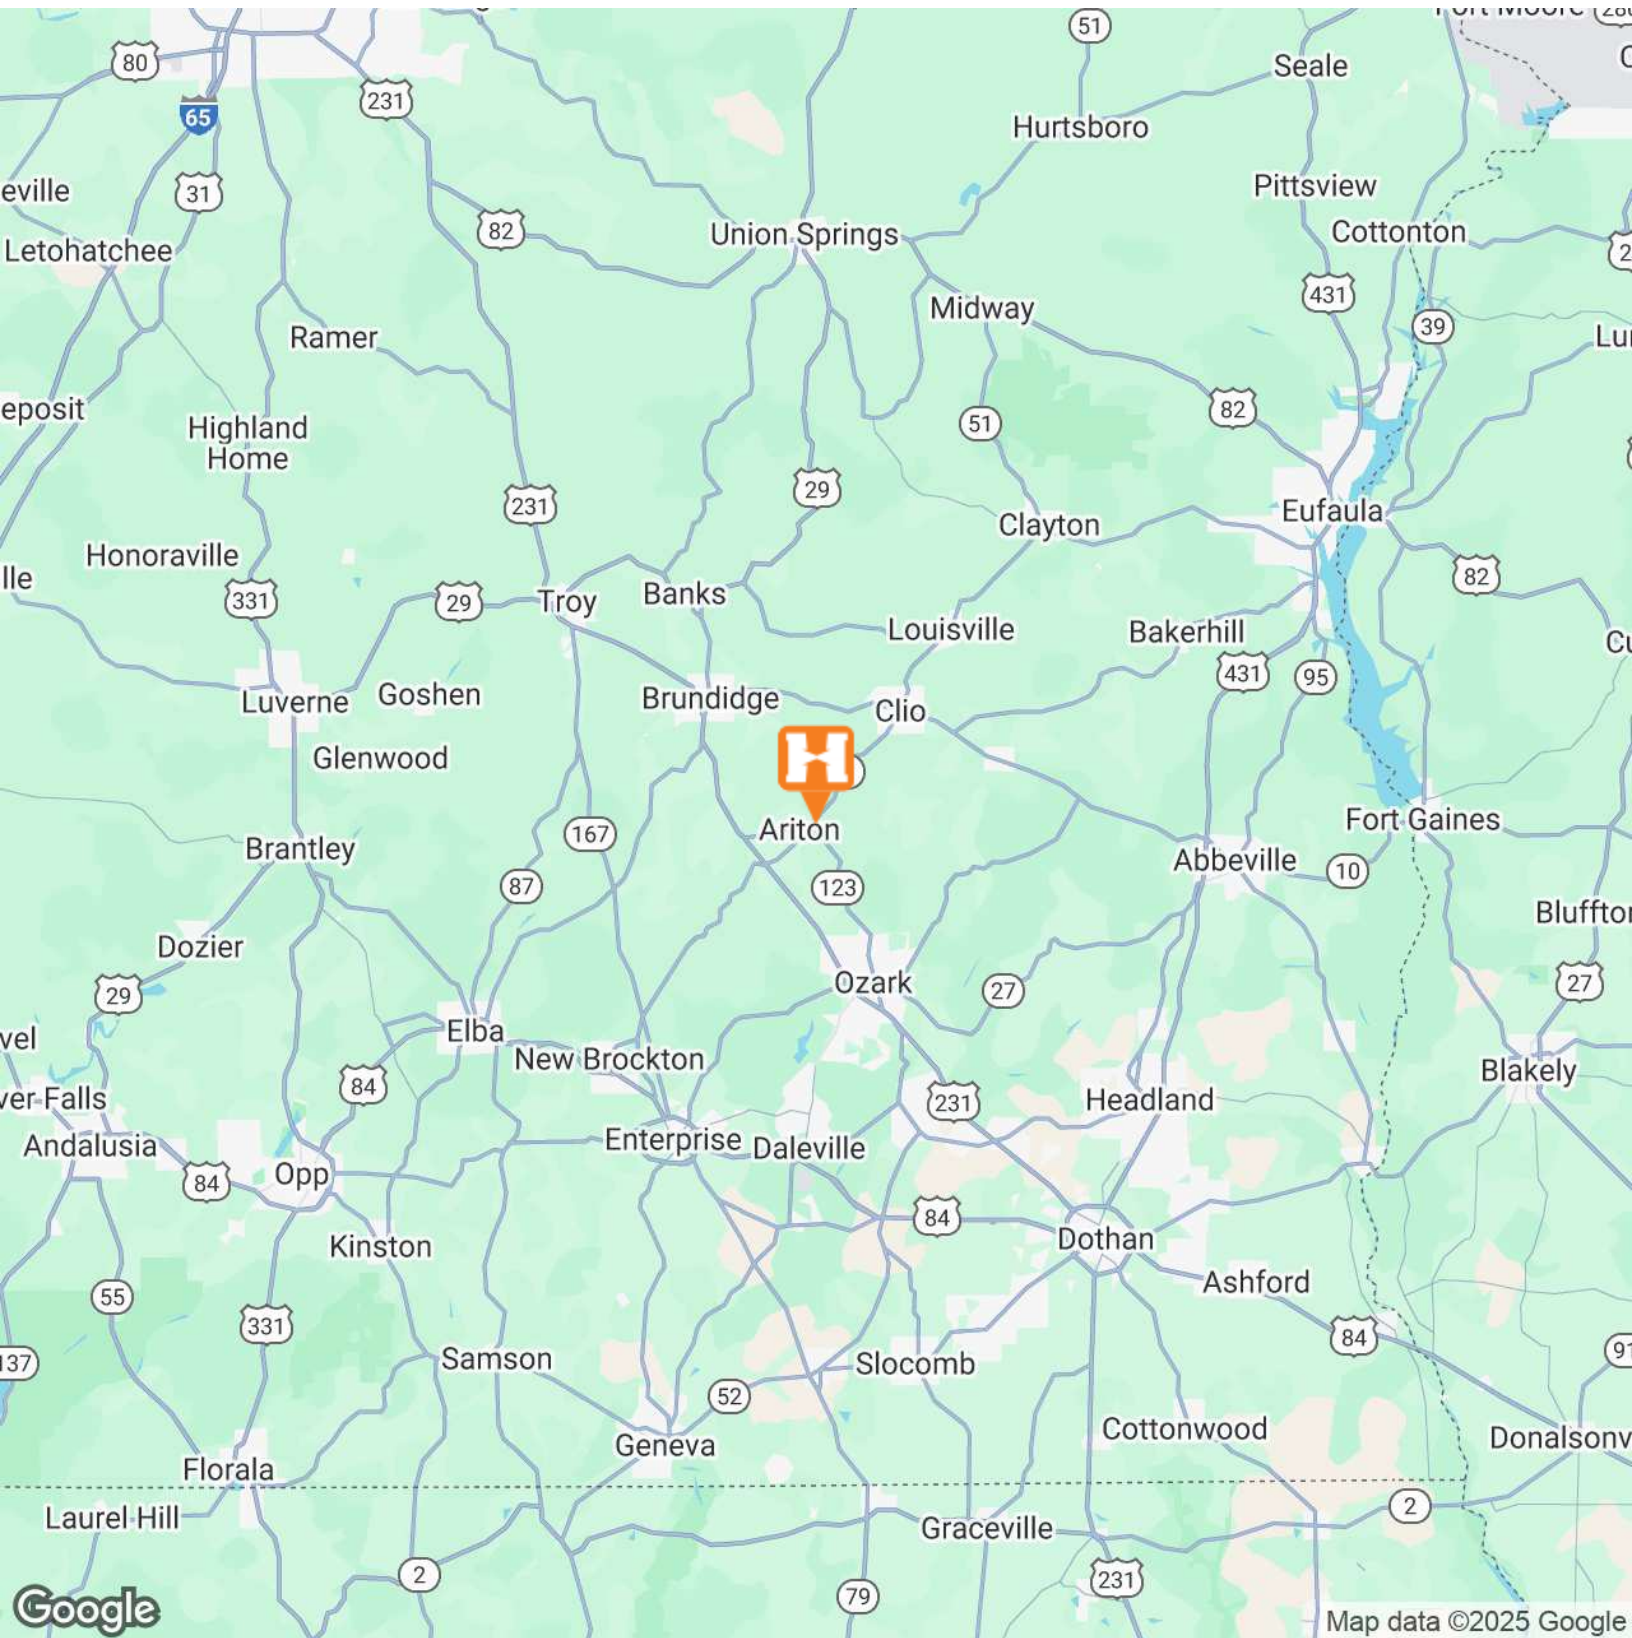 51
Seale
80
231
65
Hurtsboro
Pittsview
eville
31
82
Union Springs
Cottonton
Letohatchee
431
Midway
39
Ramer
eposit
82
51
Highland
Home
29
231
Eufaula
Clayton
Honoraville
lle
82
331
29
Troy
Banks
Louisville
Bakerhill
431
95
Luverne
Goshen
Brundidge
Clio
Glenwood
H
Ariton
Fort Gaines
Brantley
167
Abbeville
10
87
123
Bluffton
Dozier
Ozark
27
29
27
vel
Elba
New Brockton
Blakely
84
ver Falls
231
Headland
Andalusia
Enterprise
Daleville
Opp
84
84
Dothan
Kinston
Ashford
55
331
84
137
Samson
Slocomb
91
52
Cottonwood
Geneva
Donalsonv
Florala
2
Laurel Hill
Graceville
2
79
231
Google
Map data ©2025 Google